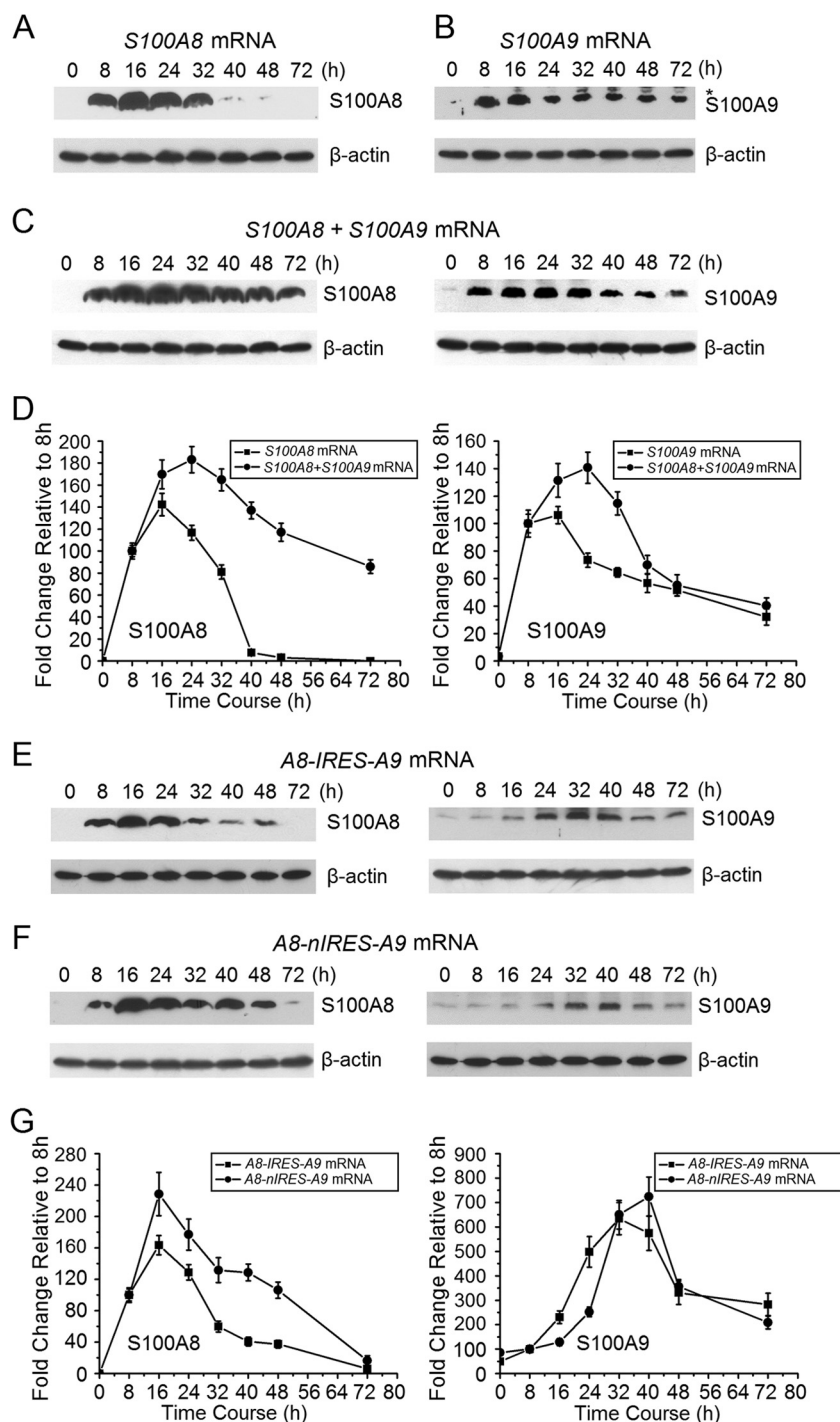 A
S100A8 mRNA
0 8 16 24 32 40 48 72 (h)
S100A8
β-actin
B
S100A9 mRNA
0 8 16 24 32 40 48 72 (h)
*
S100A9
β-actin
C
S100A8 + S100A9 mRNA
0 8 16 24 32 40 48 72 (h)
S100A8
β-actin
0 8 16 24 32 40 48 72 (h)
S100A9
β-actin
D
Fold Change Relative to 8h
200
180
160
140
120
100
80
60
40
20
0
S100A8 mRNA
S100A8+S100A9 mRNA
S100A8
0 8 16 24 32 40 48 56 64 72 80
Time Course (h)
Fold Change Relative to 8h
160
140
120
100
80
60
40
20
0
S100A9 mRNA
S100A8+S100A9 mRNA
S100A9
0 8 16 24 32 40 48 56 64 72 80
Time Course (h)
E
A8-IRES-A9 mRNA
0 8 16 24 32 40 48 72 (h)
S100A8
β-actin
0 8 16 24 32 40 48 72 (h)
S100A9
β-actin
F
A8-nIRES-A9 mRNA
0 8 16 24 32 40 48 72 (h)
S100A8
β-actin
0 8 16 24 32 40 48 72 (h)
S100A9
β-actin
G
Fold Change Relative to 8h
280
240
200
160
120
80
40
0
A8-IRES-A9 mRNA
A8-nIRES-A9 mRNA
S100A8
0 8 16 24 32 40 48 56 64 72 80
Time Course (h)
Fold Change Relative to 8h
900
800
700
600
500
400
300
200
100
0
A8-IRES-A9 mRNA
A8-nIRES-A9 mRNA
S100A9
0 8 16 24 32 40 48 56 64 72 80
Time Course (h)